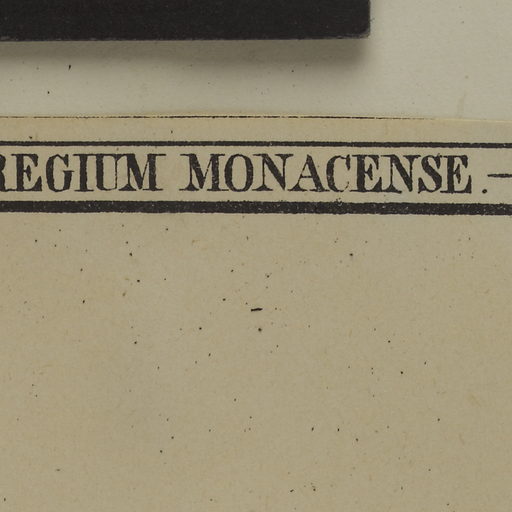 REGIUM MONACENSE. —